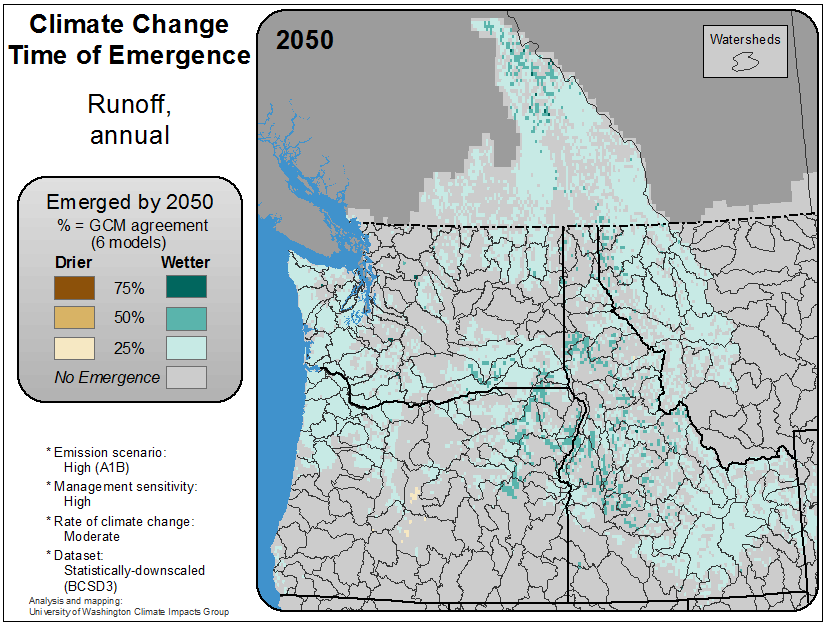 Climate Change
Time of Emergence
Runoff,
annual
Emerged by 2050
% = GCM agreement
(6 models)
Drier
Wetter
75%
50%
25%
No Emergence
* Emission scenario:
High (A1B)
* Management sensitivity:
High
* Rate of climate change:
Moderate
* Dataset:
Statistically-downscaled
(BCSD3)
Analysis and mapping:
University of Washington Climate Impacts Group
2050
Watersheds